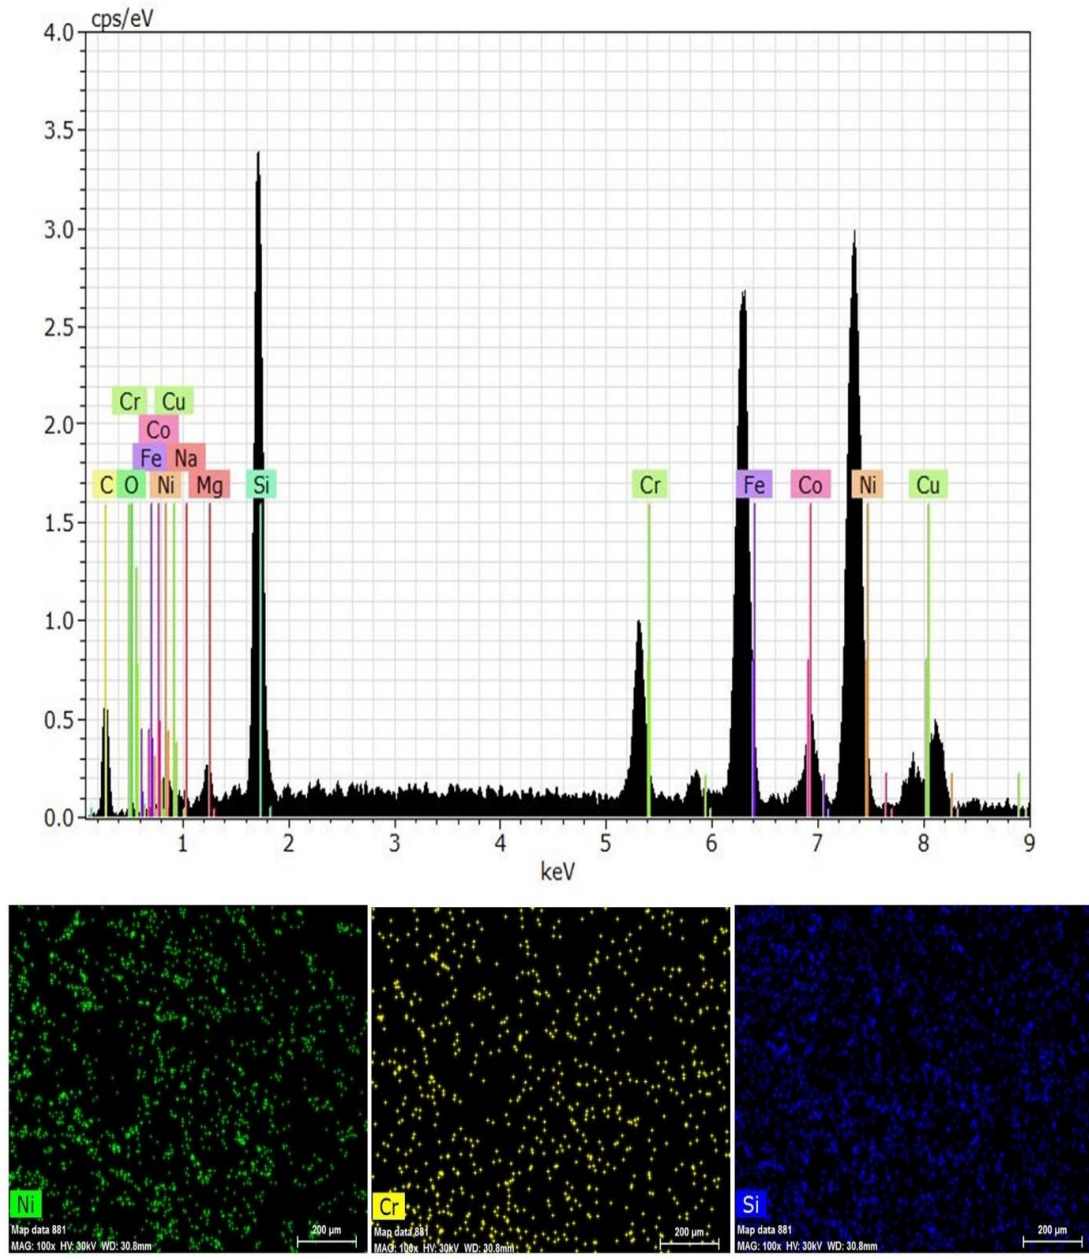 cps/eV
4.0
3.5
3.0
2.5
2.0
1.5
1.0
0.5
0.0
Cr Cu
Co
Fe Na
C O Ni Mg Si Cr Fe Co Ni Cu
1 2 3 4 5 6 7 8 9
keV
Ni
Map data 881
MAG: 100x HV: 30kV WD: 30.8mm
200 µm
Cr
Map data 881
MAG: 100x HV: 30kV WD: 30.8mm
200 µm
Si
Map data 881
MAG: 100x HV: 30kV WD: 30.8mm
200 µm